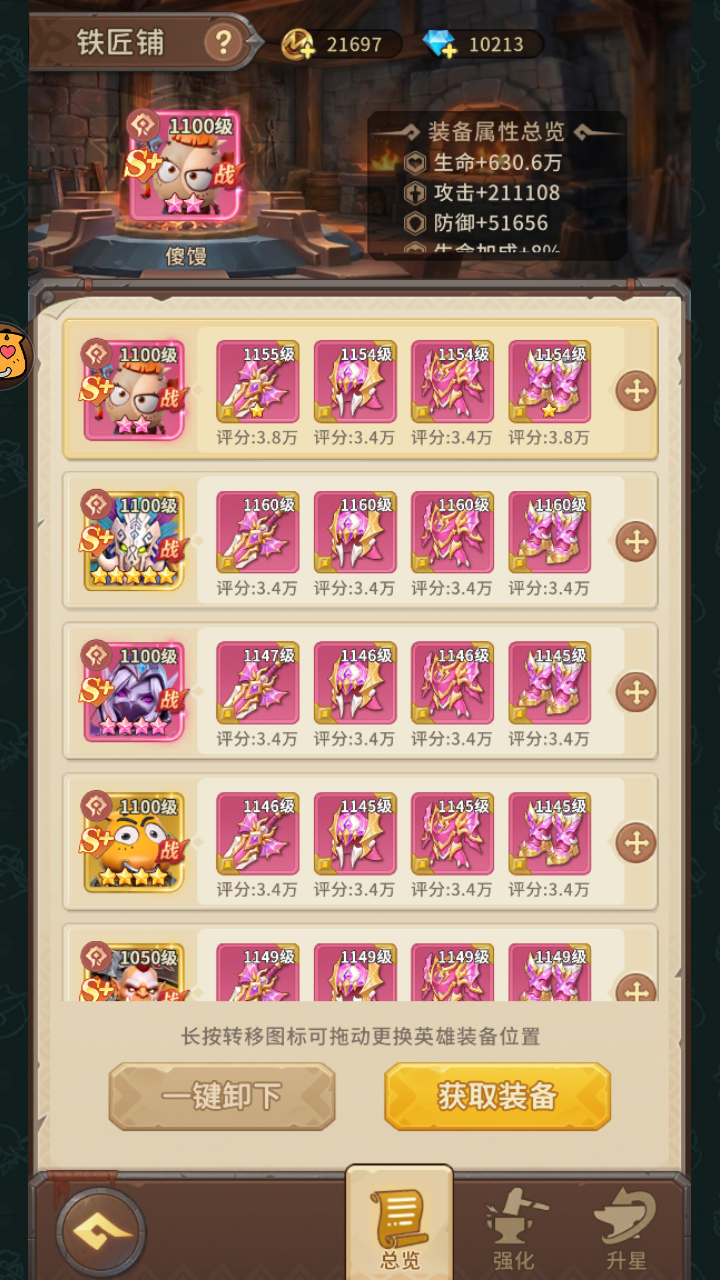 铁匠铺 ? 21697 10213
1100级
S+ 战
傻馒
装备属性总览
生命+630.6万
攻击+211108
防御+51656
生命加成+8%
1100级 1155级 1154级 1154级 1154级
S+ 战
评分:3.8万 评分:3.4万 评分:3.4万 评分:3.8万
1100级 1160级 1160级 1160级 1160级
S+ 战
评分:3.4万 评分:3.4万 评分:3.4万 评分:3.4万
1100级 1147级 1146级 1146级 1145级
S+ 战
评分:3.4万 评分:3.4万 评分:3.4万 评分:3.4万
1100级 1146级 1145级 1145级 1145级
S+ 战
评分:3.4万 评分:3.4万 评分:3.4万 评分:3.4万
1050级 1149级 1149级 1149级 1149级
S+ 战
长按转移图标可拖动更换英雄装备位置
一键卸下 获取装备
总览 强化 升星